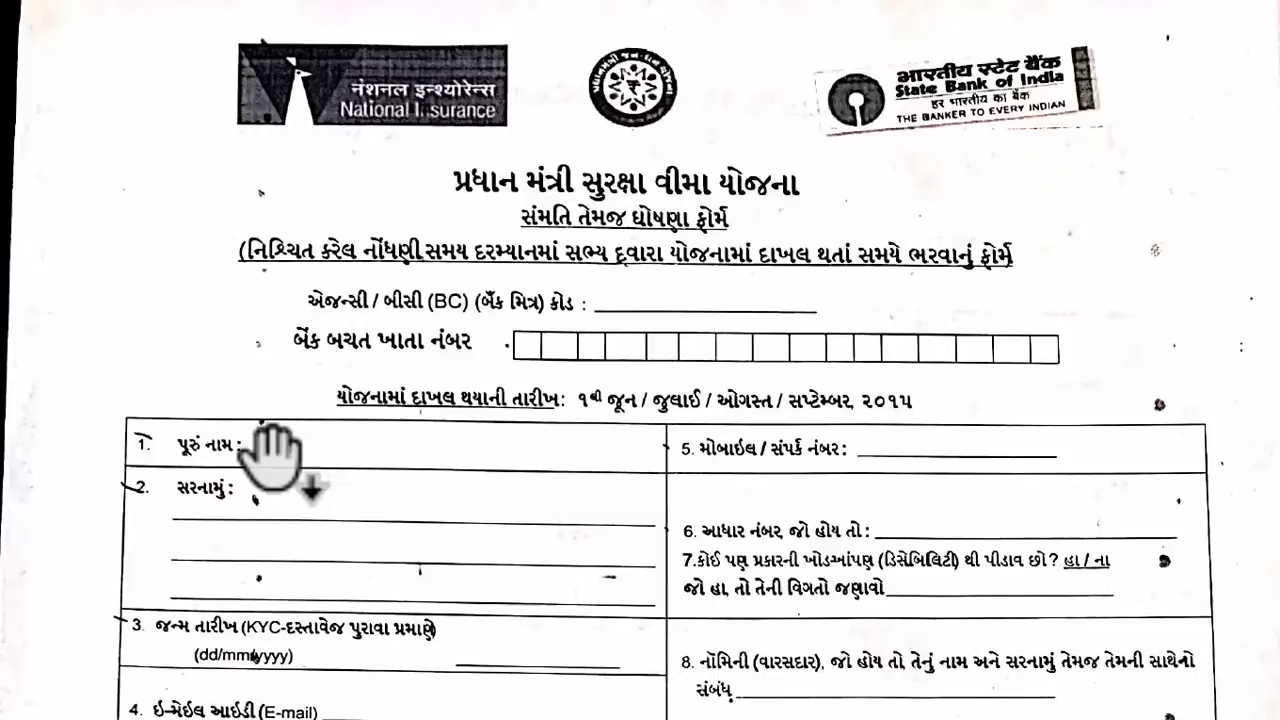 नेशनल इन्श्योरेन्स
National Insurance
भारतीय स्टेट बैंक
State Bank of India
हर भारतीय का बैंक
THE BANKER TO EVERY INDIAN
પ્રધાન મંત્રી સુરક્ષા વીમા યોજના
સંમતિ તેમજ ઘોષણા ફોર્મ
(નિશ્ચિત કરેલ નોંધણી સમય દરમ્યાનમાં સભ્ય દ્વારા યોજનામાં દાખલ થતાં સમયે ભરવાનું ફોર્મ)
એજન્સી / બીસી (BC) (બેંક મિત્ર) કોડ :
બેંક બચત ખાતા નંબર
યોજનામાં દાખલ થયાની તારીખ: ૧લી જૂન / જુલાઈ / ઓગસ્ત / સપ્ટેમ્બર ૨૦૧૫
1. પૂરું નામ :
2. સરનામું :
3. જન્મ તારીખ (KYC-દસ્તાવેજ પુરાવા પ્રમાણે)
(dd/mm/yyyy)
4. ઇ-મેઇલ આઈડી (E-mail)
5. મોબાઇલ / સંપર્ક નંબર :
6. આધાર નંબર, જો હોય તો :
7.કોઈ પણ પ્રકારની ખોડ-ખાંપણ (ડિસેબિલિટી) થી પીડાવ છો ? હા / ના
જો હા, તો તેની વિગતો જણાવો
8. નૉમિની (વારસદાર), જો હોય તો, તેનું નામ અને સરનામું તેમજ તેમની સાથેનો
સંબંધ